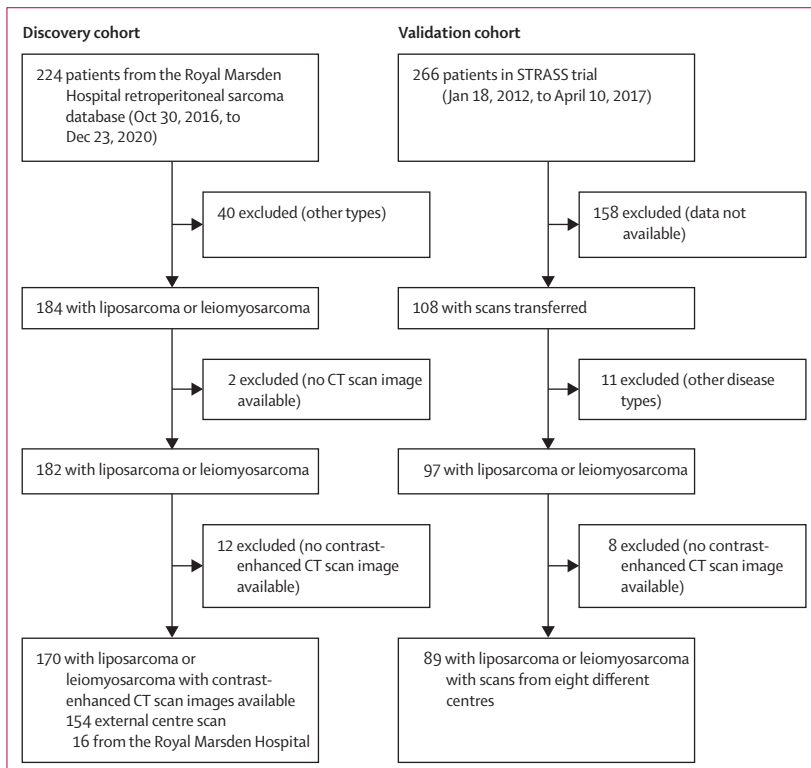 Discovery cohort
224 patients from the Royal Marsden
Hospital retroperitoneal sarcoma
database (Oct 30, 2016, to
Dec 23, 2020)
40 excluded (other types)
184 with liposarcoma or leiomyosarcoma
2 excluded (no CT scan image
available)
182 with liposarcoma or leiomyosarcoma
12 excluded (no contrast-
enhanced CT scan image
available)
170 with liposarcoma or
leiomyosarcoma with contrast-
enhanced CT scan images available
154 external centre scan
16 from the Royal Marsden Hospital
Validation cohort
266 patients in STRASS trial
(Jan 18, 2012, to April 10, 2017)
158 excluded (data not
available)
108 with scans transferred
11 excluded (other disease
types)
97 with liposarcoma or leiomyosarcoma
8 excluded (no contrast-
enhanced CT scan image
available)
89 with liposarcoma or leiomyosarcoma
with scans from eight different
centres